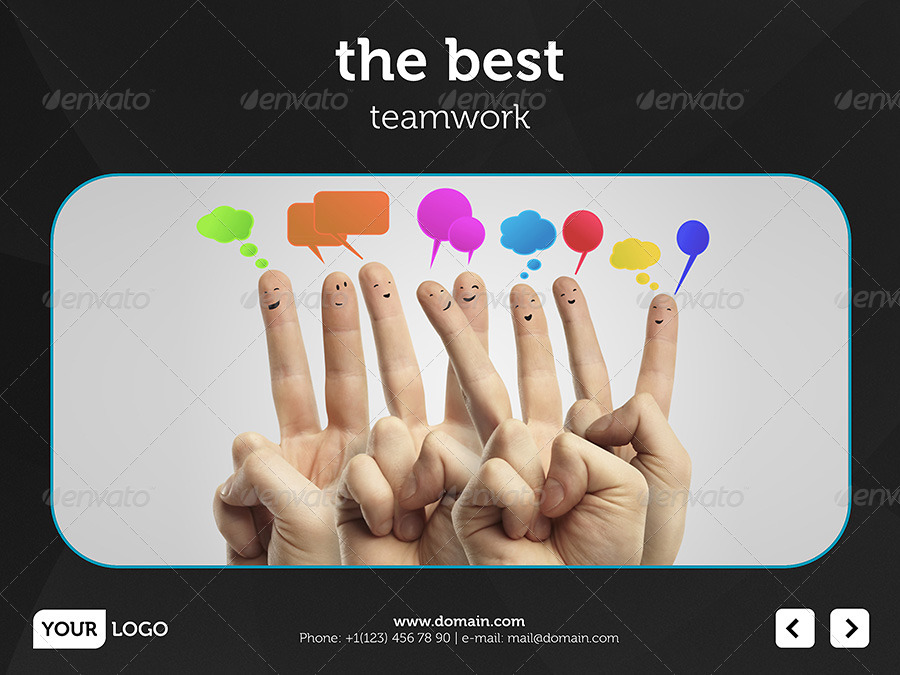 the best
teamwork
envato envato envato envato envato
envato envato envato envato envato
envato envato envato envato envato
YOUR LOGO
www.domain.com
Phone: +1(123) 456 78 90 | e-mail: mail@domain.com